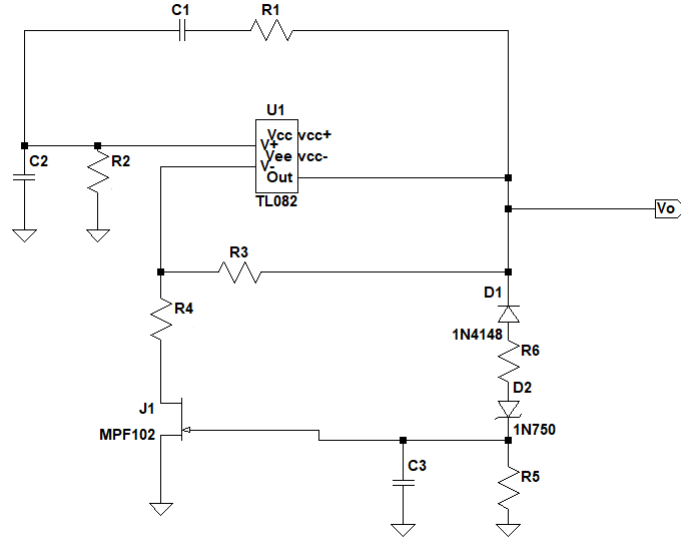 C1
R1
U1
Vcc vcc+
V+
Vee vcc-
V-
Out
TL082
C2
R2
Vo
R3
D1
R4
1N4148
R6
D2
J1
MPF102
1N750
C3
R5